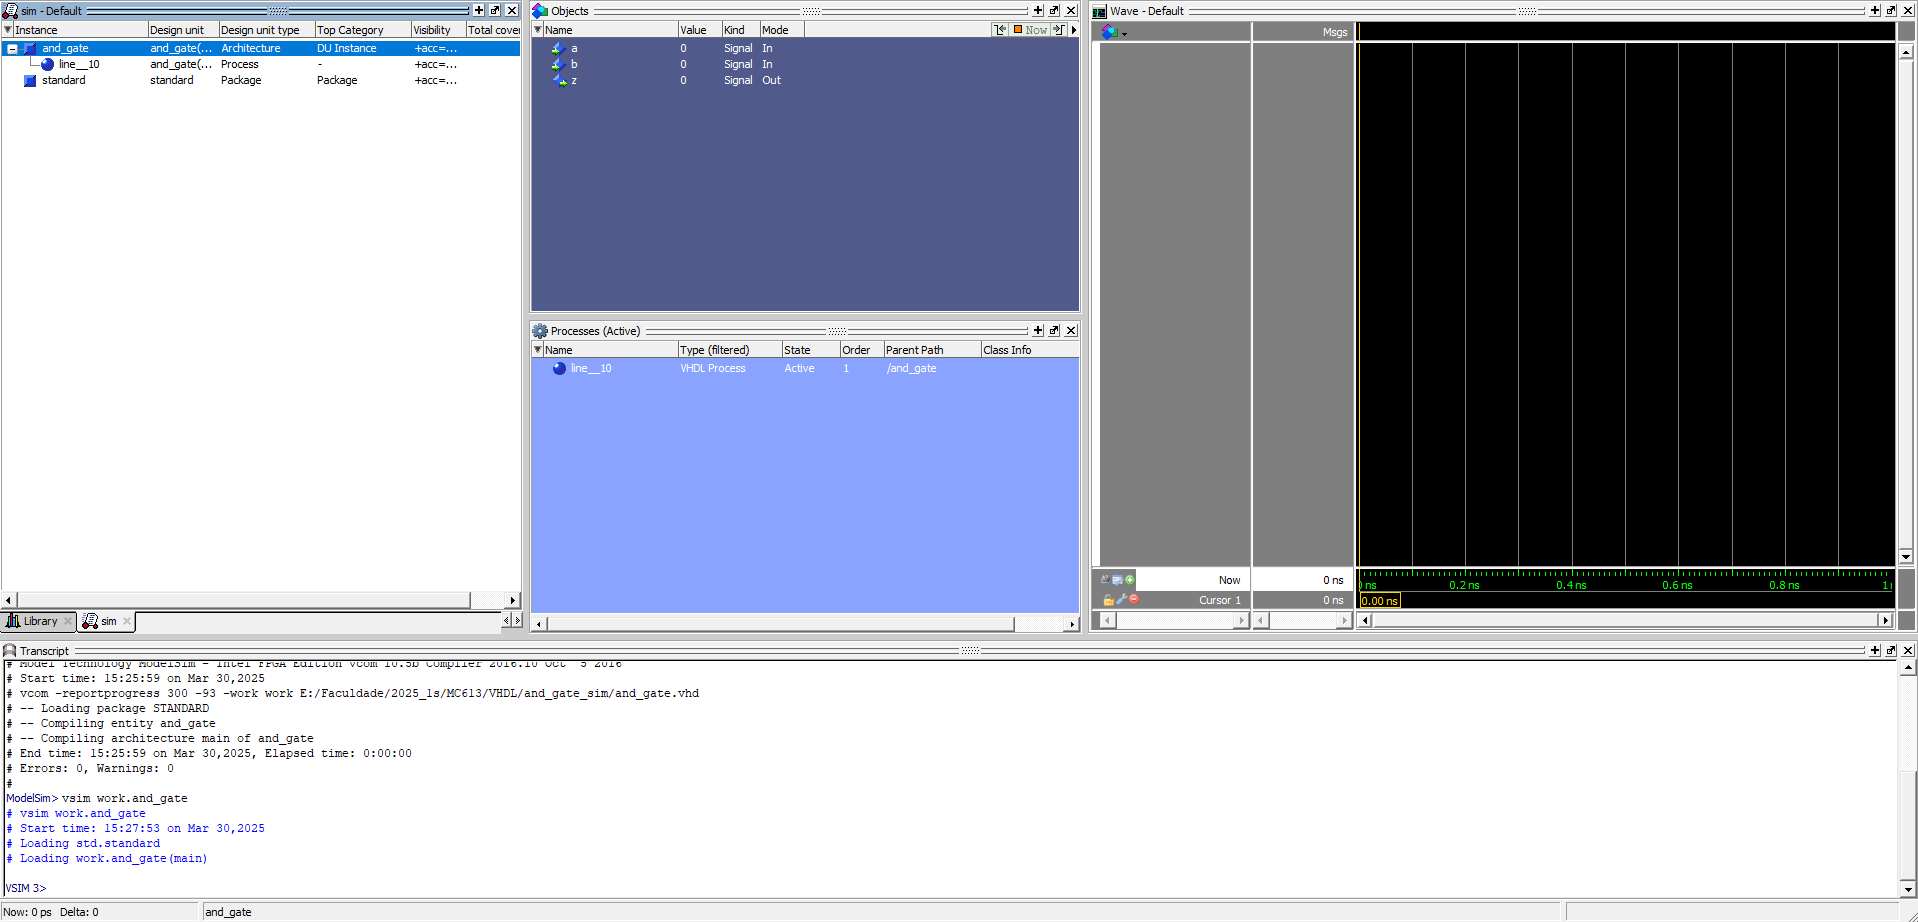 sim - Default
Instance Design unit Design unit type Top Category Visibility Total cover
and_gate and_gate(... Architecture DU Instance +acc=...
line__10 and_gate(... Process - +acc=...
standard standard Package Package +acc=...
Library sim
Objects
Name Value Kind Mode Now
a 0 Signal In
b 0 Signal In
z 0 Signal Out
Processes (Active)
Name Type (filtered) State Order Parent Path Class Info
line__10 VHDL Process Active 1 /and_gate
Wave - Default
Msgs
Now 0 ns
Cursor 1 0 ns
ns 0.2 ns 0.4 ns 0.6 ns 0.8 ns 1
0.00 ns
Transcript
# Model Technology ModelSim - Intel FPGA Edition vcom 10.5b Compiler 2016.10 Oct  5 2016
# Start time: 15:25:59 on Mar 30,2025
# vcom -reportprogress 300 -93 -work work E:/Faculdade/2025_1s/MC613/VHDL/and_gate_sim/and_gate.vhd
# -- Loading package STANDARD
# -- Compiling entity and_gate
# -- Compiling architecture main of and_gate
# End time: 15:25:59 on Mar 30,2025, Elapsed time: 0:00:00
# Errors: 0, Warnings: 0
#
ModelSim> vsim work.and_gate
# vsim work.and_gate
# Start time: 15:27:53 on Mar 30,2025
# Loading std.standard
# Loading work.and_gate(main)
VSIM 3>
Now: 0 ps Delta: 0 and_gate